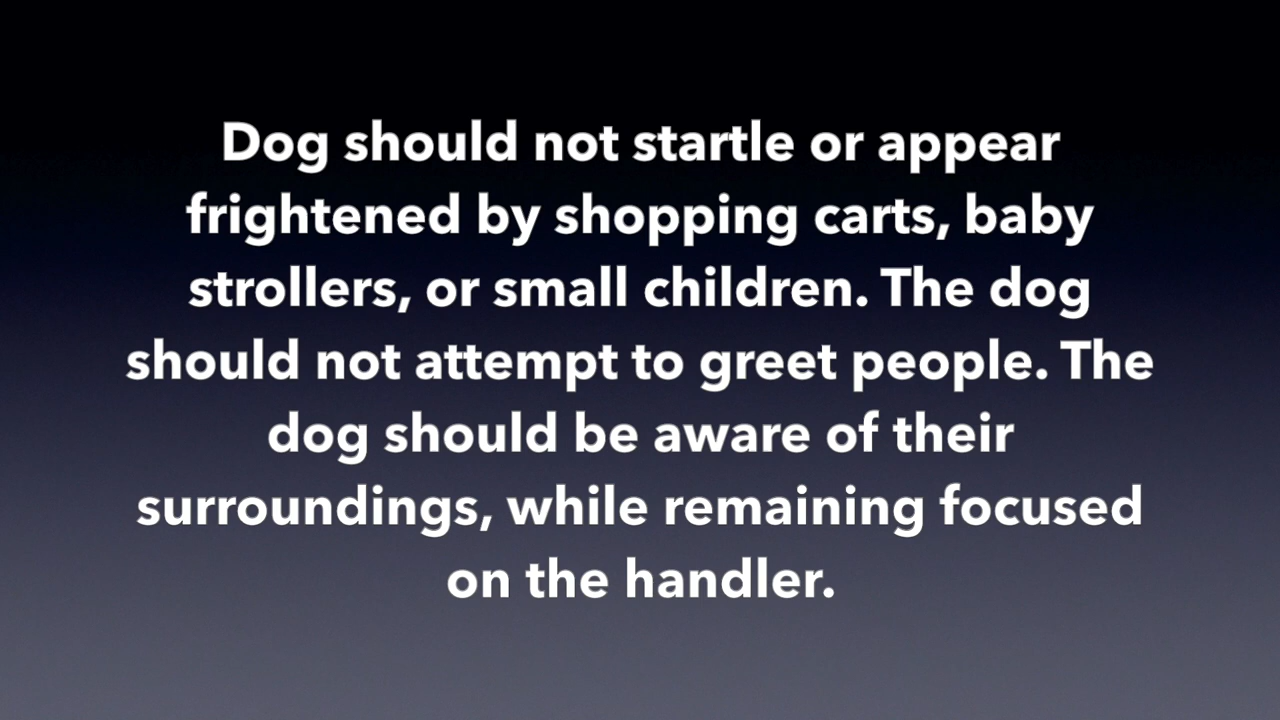 Dog should not startle or appear
frightened by shopping carts, baby
strollers, or small children. The dog
should not attempt to greet people. The
dog should be aware of their
surroundings, while remaining focused
on the handler.